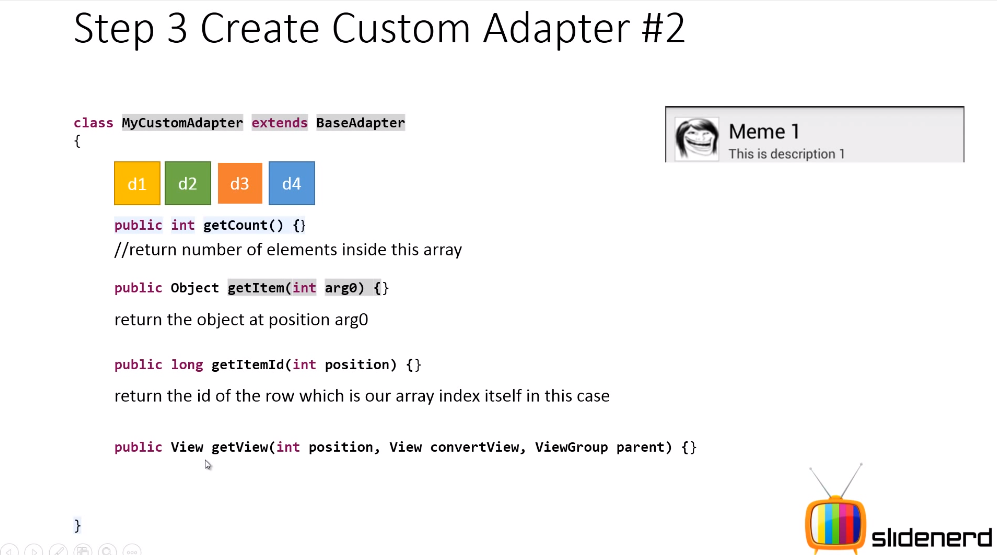 Step 3 Create Custom Adapter #2
class MyCustomAdapter extends BaseAdapter
{
Meme 1
This is description 1
d1 d2 d3 d4
public int getCount() {}
//return number of elements inside this array
public Object getItem(int arg0) {}
return the object at position arg0
public long getItemId(int position) {}
return the id of the row which is our array index itself in this case
public View getView(int position, View convertView, ViewGroup parent) {}
}
slidenerd